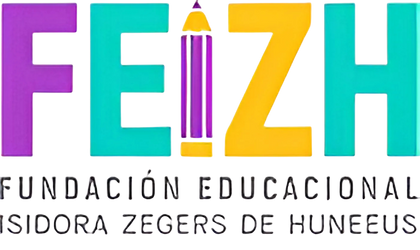 FEIZH
FUNDACIÓN EDUCACIONAL
ISIDORA ZEGERS DE HUNEEUS